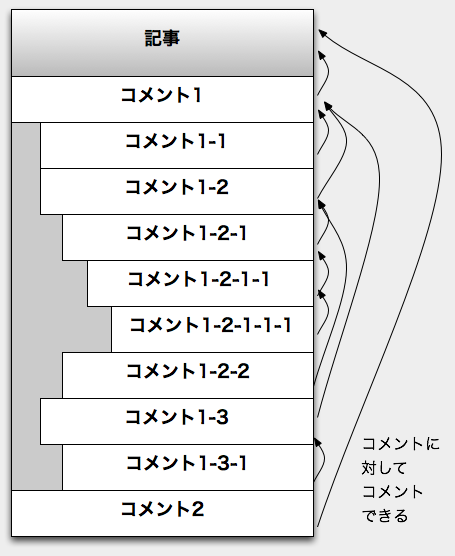 記事
コメント1
コメント1-1
コメント1-2
コメント1-2-1
コメント1-2-1-1
コメント1-2-1-1-1
コメント1-2-2
コメント1-3
コメント1-3-1
コメント2
コメントに
対して
コメント
できる